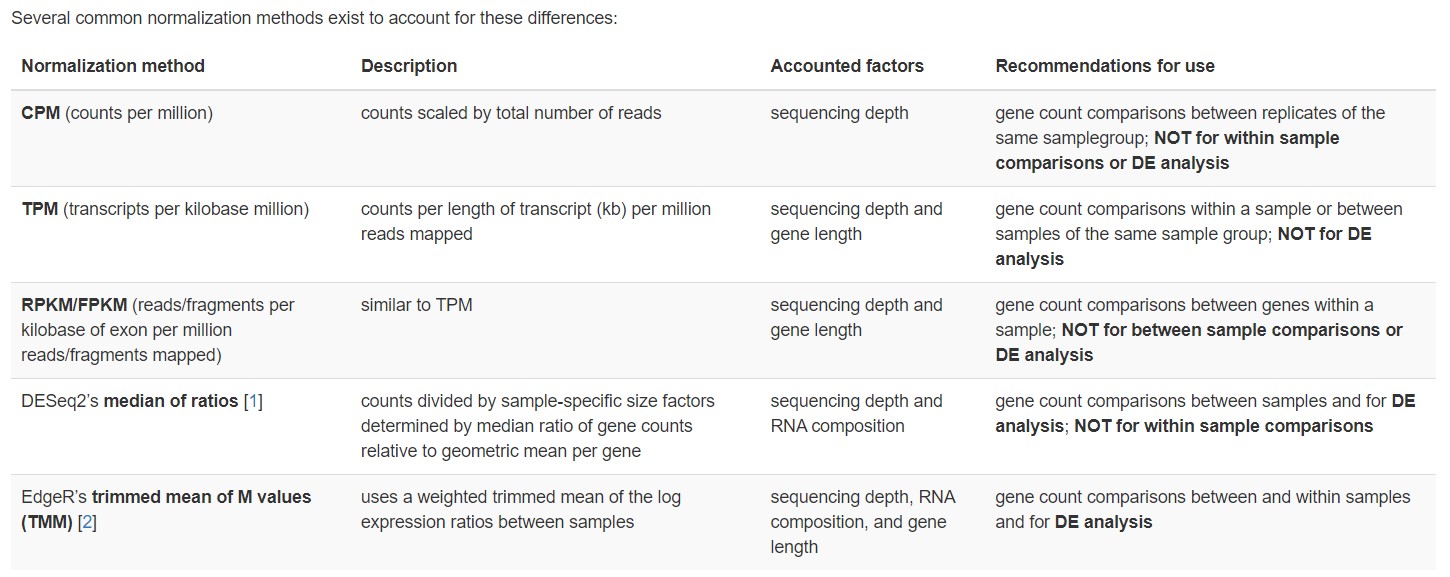 Several common normalization methods exist to account for these differences:
Normalization method Description Accounted factors Recommendations for use
CPM (counts per million) counts scaled by total number of reads sequencing depth gene count comparisons between replicates of the
same samplegroup; NOT for within sample
comparisons or DE analysis
TPM (transcripts per kilobase million) counts per length of transcript (kb) per million sequencing depth and gene count comparisons within a sample or between
reads mapped gene length samples of the same sample group; NOT for DE
analysis
RPKM/FPKM (reads/fragments per similar to TPM sequencing depth and gene count comparisons between genes within a
kilobase of exon per million gene length sample; NOT for between sample comparisons or
reads/fragments mapped) DE analysis
DESeq2’s median of ratios [1] counts divided by sample-specific size factors sequencing depth and gene count comparisons between samples and for DE
determined by median ratio of gene counts RNA composition analysis; NOT for within sample comparisons
relative to geometric mean per gene
EdgeR’s trimmed mean of M values uses a weighted trimmed mean of the log sequencing depth, RNA gene count comparisons between and within samples
(TMM) [2] expression ratios between samples composition, and gene and for DE analysis
length